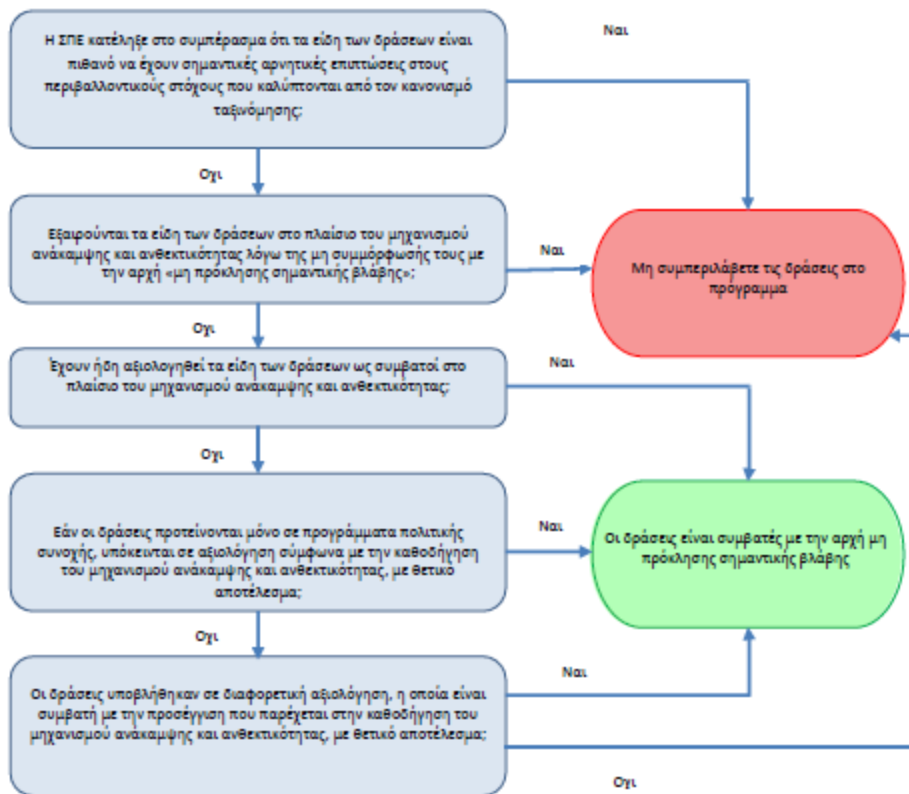 Η ΣΠΕ κατέληξε στο συμπέρασμα ότι τα είδη των δράσεων είναι
πιθανό να έχουν σημαντικές αρνητικές επιπτώσεις στους
περιβαλλοντικούς στόχους που καλύπτονται από τον κανονισμό
ταξινόμησης;
Ναι
Οχι
Εξαιρούνται τα είδη των δράσεων στο πλαίσιο του μηχανισμού
ανάκαμψης και ανθεκτικότητας λόγω της μη συμμόρφωσής τους με
την αρχή «μη πρόκλησης σημαντικής βλάβης»;
Ναι
Μη συμπεριλάβετε τις δράσεις στο
πρόγραμμα
Οχι
Έχουν ήδη αξιολογηθεί τα είδη των δράσεων ως συμβατοί στο
πλαίσιο του μηχανισμού ανάκαμψης και ανθεκτικότητας;
Ναι
Οχι
Εάν οι δράσεις προτείνονται μόνο σε προγράμματα πολιτικής
συνοχής, υπόκεινται σε αξιολόγηση σύμφωνα με την καθοδήγηση
του μηχανισμού ανάκαμψης και ανθεκτικότητας, με θετικό
αποτέλεσμα;
Ναι
Οι δράσεις είναι συμβατές με την αρχή μη
πρόκλησης σημαντικής βλάβης
Οχι
Οι δράσεις υποβλήθηκαν σε διαφορετική αξιολόγηση, η οποία είναι
συμβατή με την προσέγγιση που παρέχεται στην καθοδήγηση του
μηχανισμού ανάκαμψης και ανθεκτικότητας, με θετικό αποτέλεσμα;
Ναι
Οχι